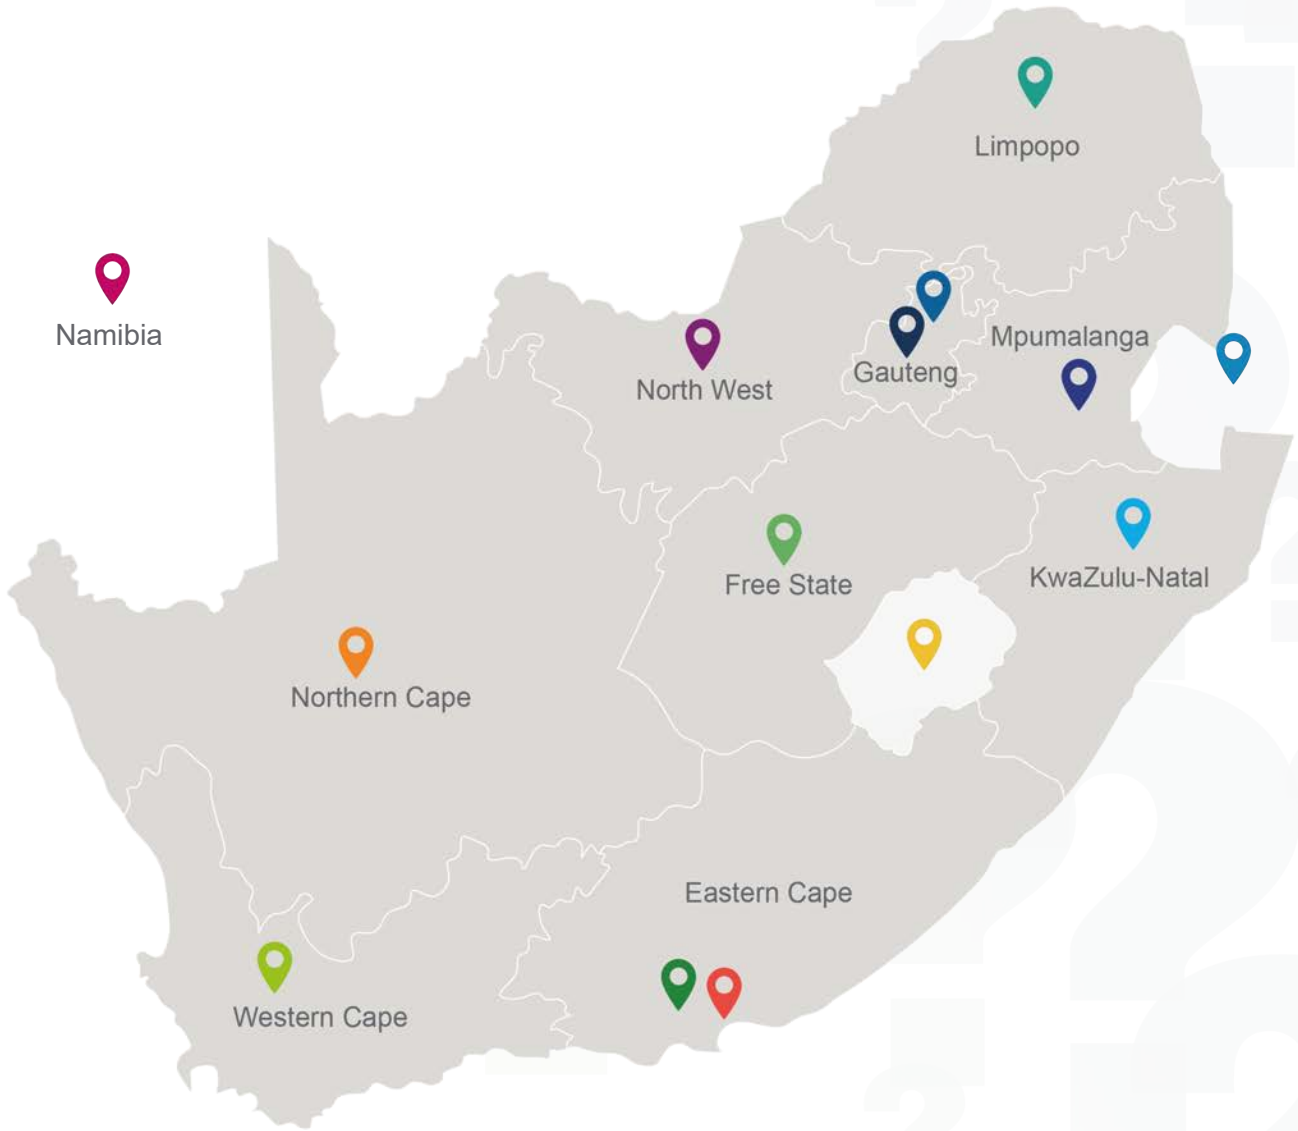 Limpopo
Namibia
Mpumalanga
Gauteng
North West
KwaZulu-Natal
Free State
Northern Cape
Eastern Cape
Western Cape